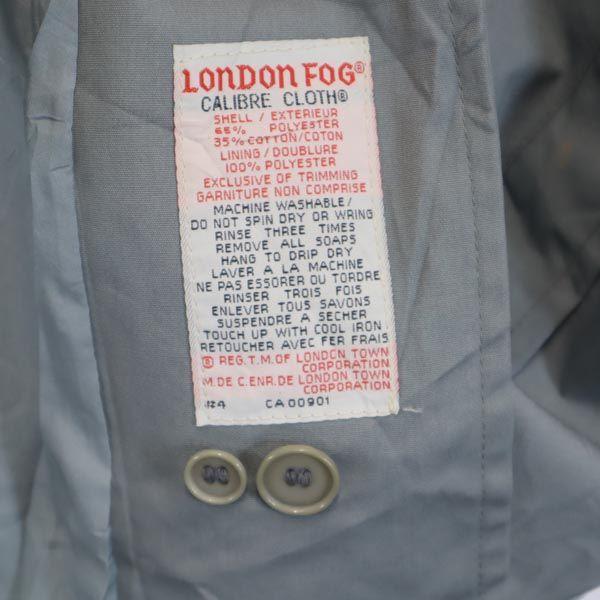 LONDON FOG®
CALIBRE CLOTH®
SHELL / EXTERIEUR
65% POLYESTER
35% COTTON/COTON
LINING / DOUBLURE
100% POLYESTER
EXCLUSIVE OF TRIMMING
GARNITURE NON COMPRISE
MACHINE WASHABLE/
DO NOT SPIN DRY OR WRING
RINSE THREE TIMES
REMOVE ALL SOAPS
HANG TO DRIP DRY
LAVER A LA MACHINE
NE PAS ESSORER OU TORDRE
RINSER TROIS FOIS
ENLEVER TOUS SAVONS
SUSPENDRE A SECHER
TOUCH UP WITH COOL IRON
RETOUCHER AVEC FER FRAIS
® REG.T.M.OF LONDON TOWN
CORPORATION
M.DE C.ENR.DE LONDON TOWN
CORPORATION
CA 00901